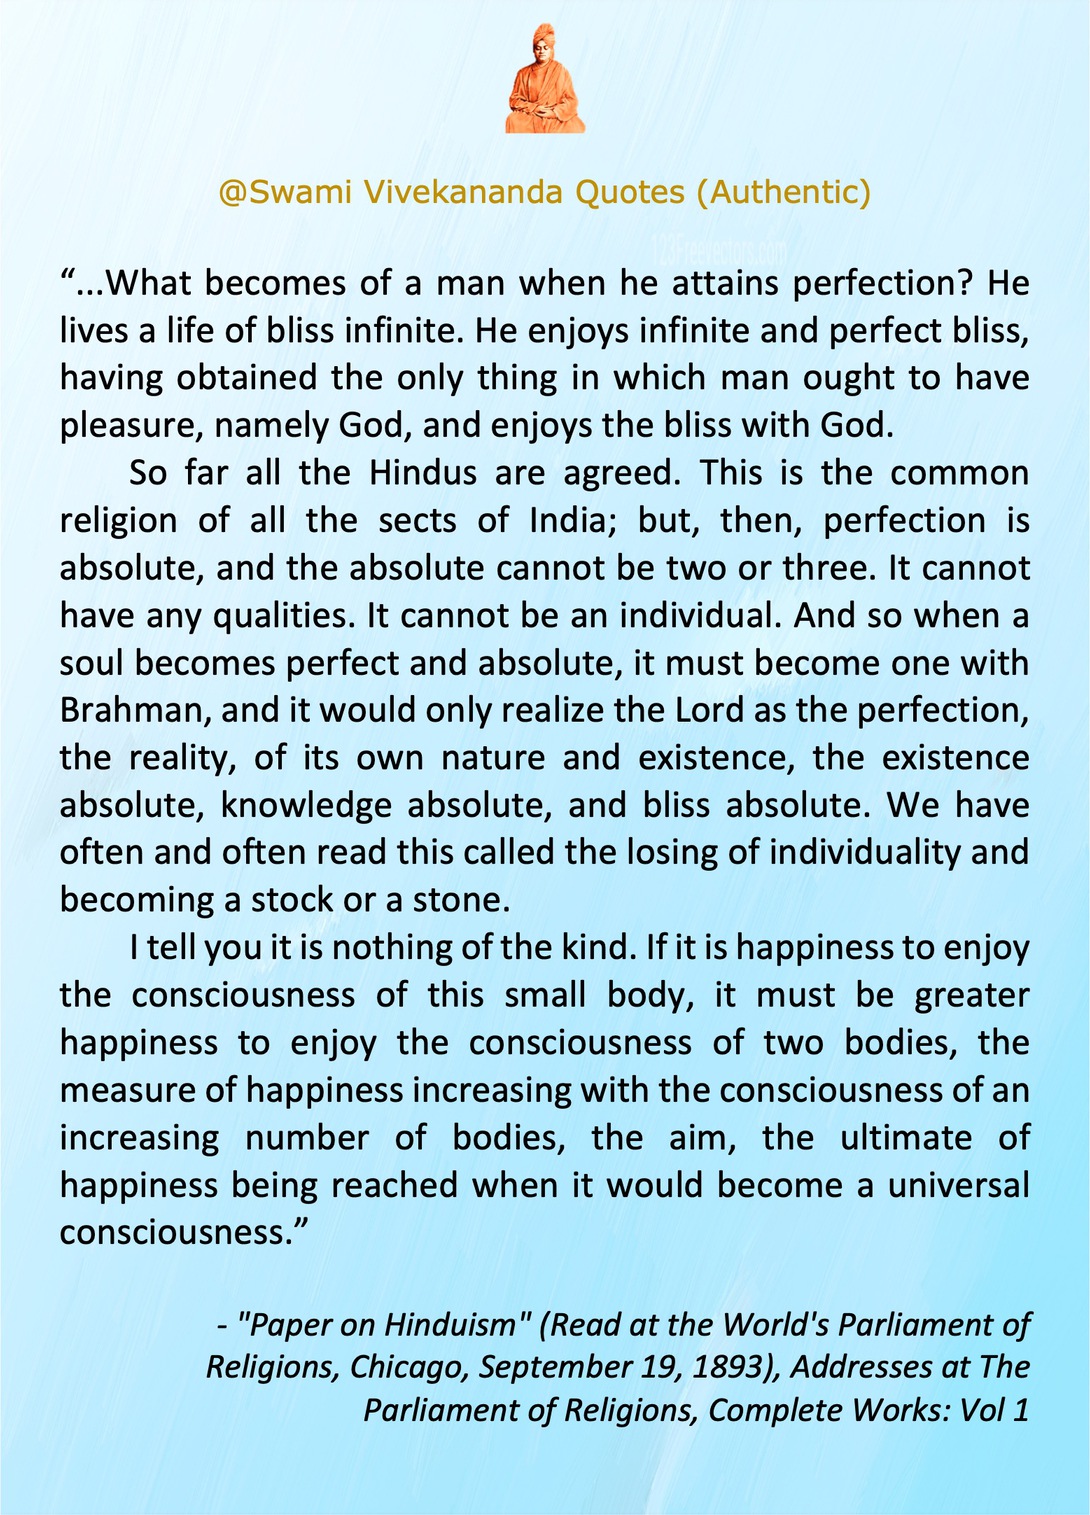 @Swami Vivekananda Quotes (Authentic)
123Freevectors.com
“...What becomes of a man when he attains perfection? He
lives a life of bliss infinite. He enjoys infinite and perfect bliss,
having obtained the only thing in which man ought to have
pleasure, namely God, and enjoys the bliss with God.
So far all the Hindus are agreed. This is the common
religion of all the sects of India; but, then, perfection is
absolute, and the absolute cannot be two or three. It cannot
have any qualities. It cannot be an individual. And so when a
soul becomes perfect and absolute, it must become one with
Brahman, and it would only realize the Lord as the perfection,
the reality, of its own nature and existence, the existence
absolute, knowledge absolute, and bliss absolute. We have
often and often read this called the losing of individuality and
becoming a stock or a stone.
I tell you it is nothing of the kind. If it is happiness to enjoy
the consciousness of this small body, it must be greater
happiness to enjoy the consciousness of two bodies, the
measure of happiness increasing with the consciousness of an
increasing number of bodies, the aim, the ultimate of
happiness being reached when it would become a universal
consciousness.”
- "Paper on Hinduism" (Read at the World's Parliament of
Religions, Chicago, September 19, 1893), Addresses at The
Parliament of Religions, Complete Works: Vol 1